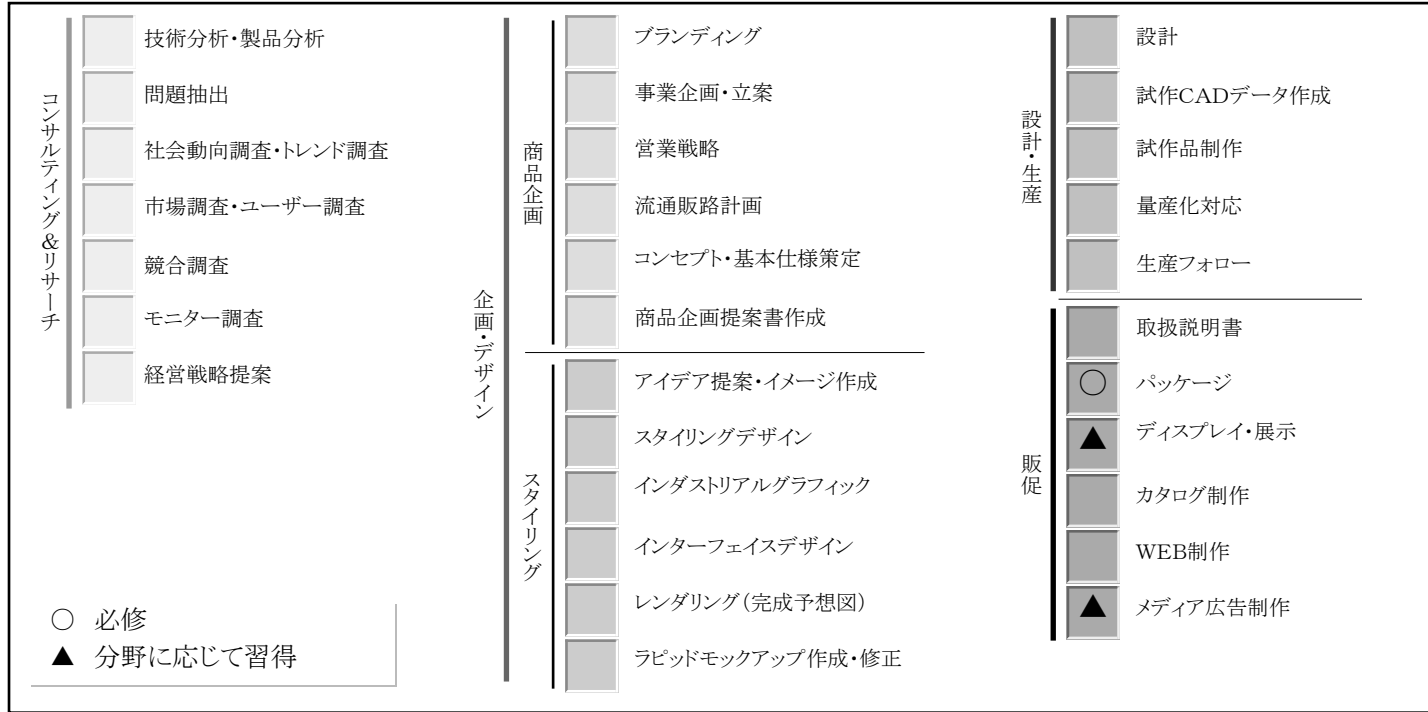 コンサルティング&リサーチ
技術分析・製品分析
問題抽出
社会動向調査・トレンド調査
市場調査・ユーザー調査
競合調査
モニター調査
経営戦略提案
企画・デザイン
商品企画
ブランディング
事業企画・立案
営業戦略
流通販路計画
コンセプト・基本仕様策定
商品企画提案書作成
スタイリング
アイデア提案・イメージ作成
スタイリングデザイン
インダストリアルグラフィック
インターフェイスデザイン
レンダリング(完成予想図)
ラピッドモックアップ作成・修正
設計・生産
設計
試作CADデータ作成
試作品制作
量産化対応
生産フォロー
販促
取扱説明書
○ パッケージ
▲ ディスプレイ・展示
カタログ制作
WEB制作
▲ メディア広告制作
○ 必修
▲ 分野に応じて習得